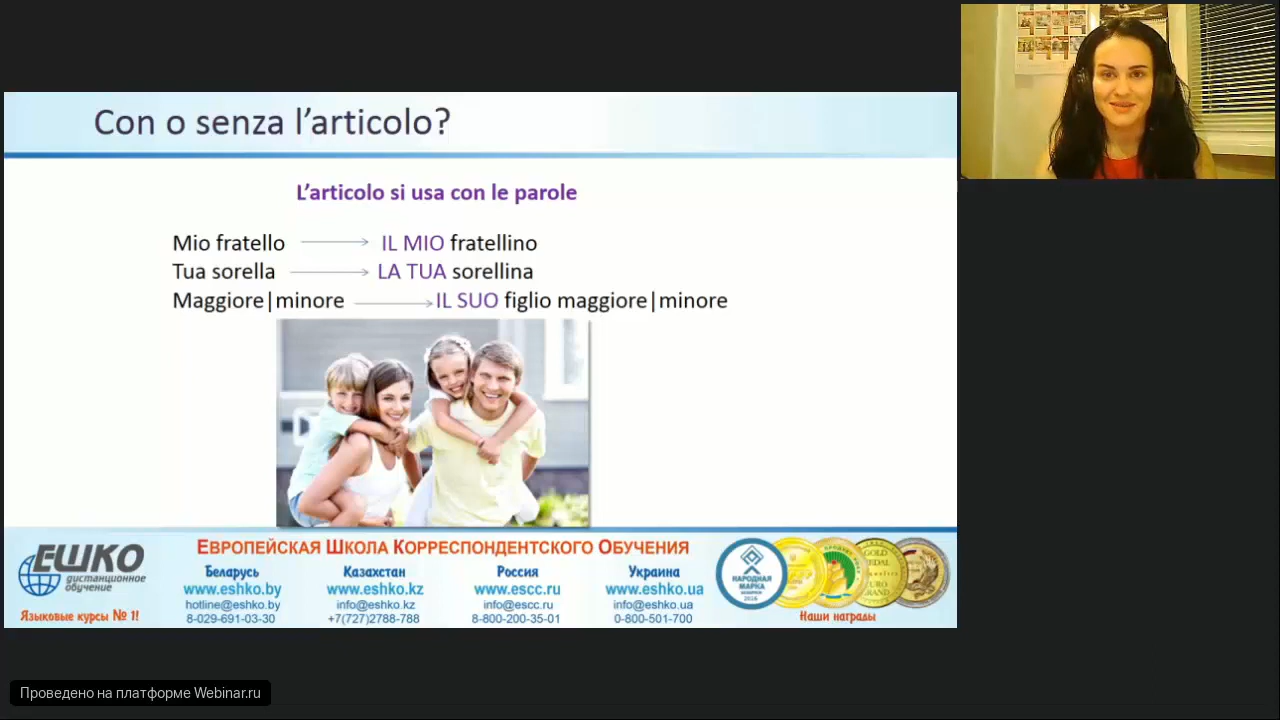 Con o senza l’articolo?
L’articolo si usa con le parole
Mio fratello IL MIO fratellino
Tua sorella LA TUA sorellina
Maggiore|minore IL SUO figlio maggiore|minore
ЕШКО
дистанционное
обучение
Языковые курсы № 1!
ЕВРОПЕЙСКАЯ ШКОЛА КОРРЕСПОНДЕНТСКОГО ОБУЧЕНИЯ
Беларусь
www.eshko.by
hotline@eshko.by
8-029-691-03-30
Казахстан
www.eshko.kz
info@eshko.kz
+7(727)2788-788
Россия
www.escc.ru
info@escc.ru
8-800-200-35-01
Украина
www.eshko.ua
info@eshko.ua
0-800-501-700
НАРОДНАЯ
МАРКА
GOLD
MEDAL
Наши награды
Проведено на платформе Webinar.ru